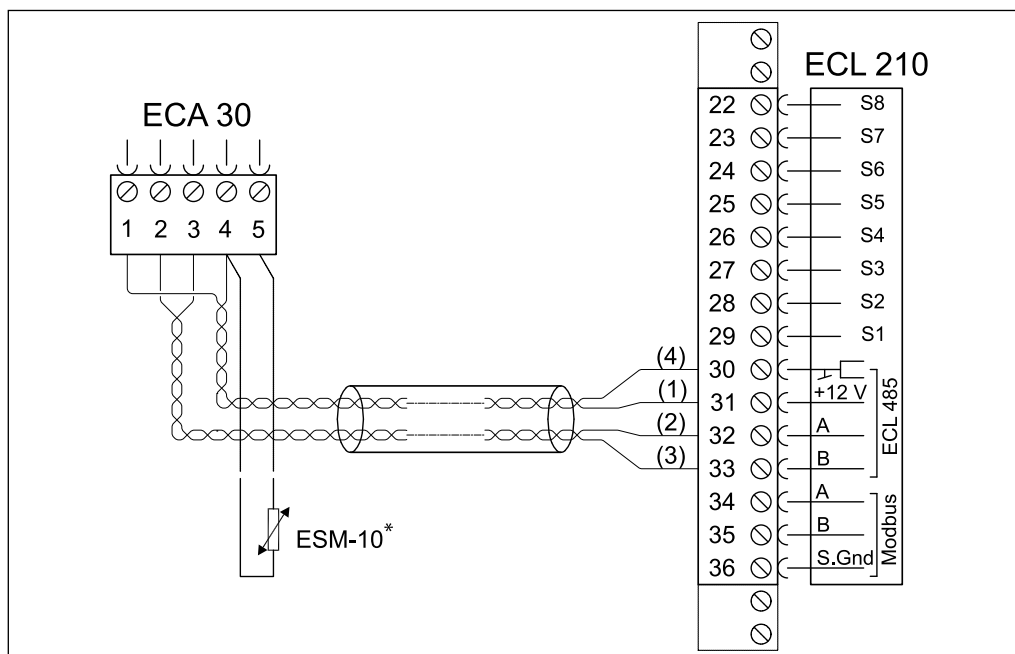 ECA 30
1 2 3 4 5
ESM-10*
ECL 210
22 S8
23 S7
24 S6
25 S5
26 S4
27 S3
28 S2
29 S1
(4) 30
(1) 31 +12 V
(2) 32 A
(3) 33 B
ECL 485
34 A
35 B
36 S.Gnd
Modbus